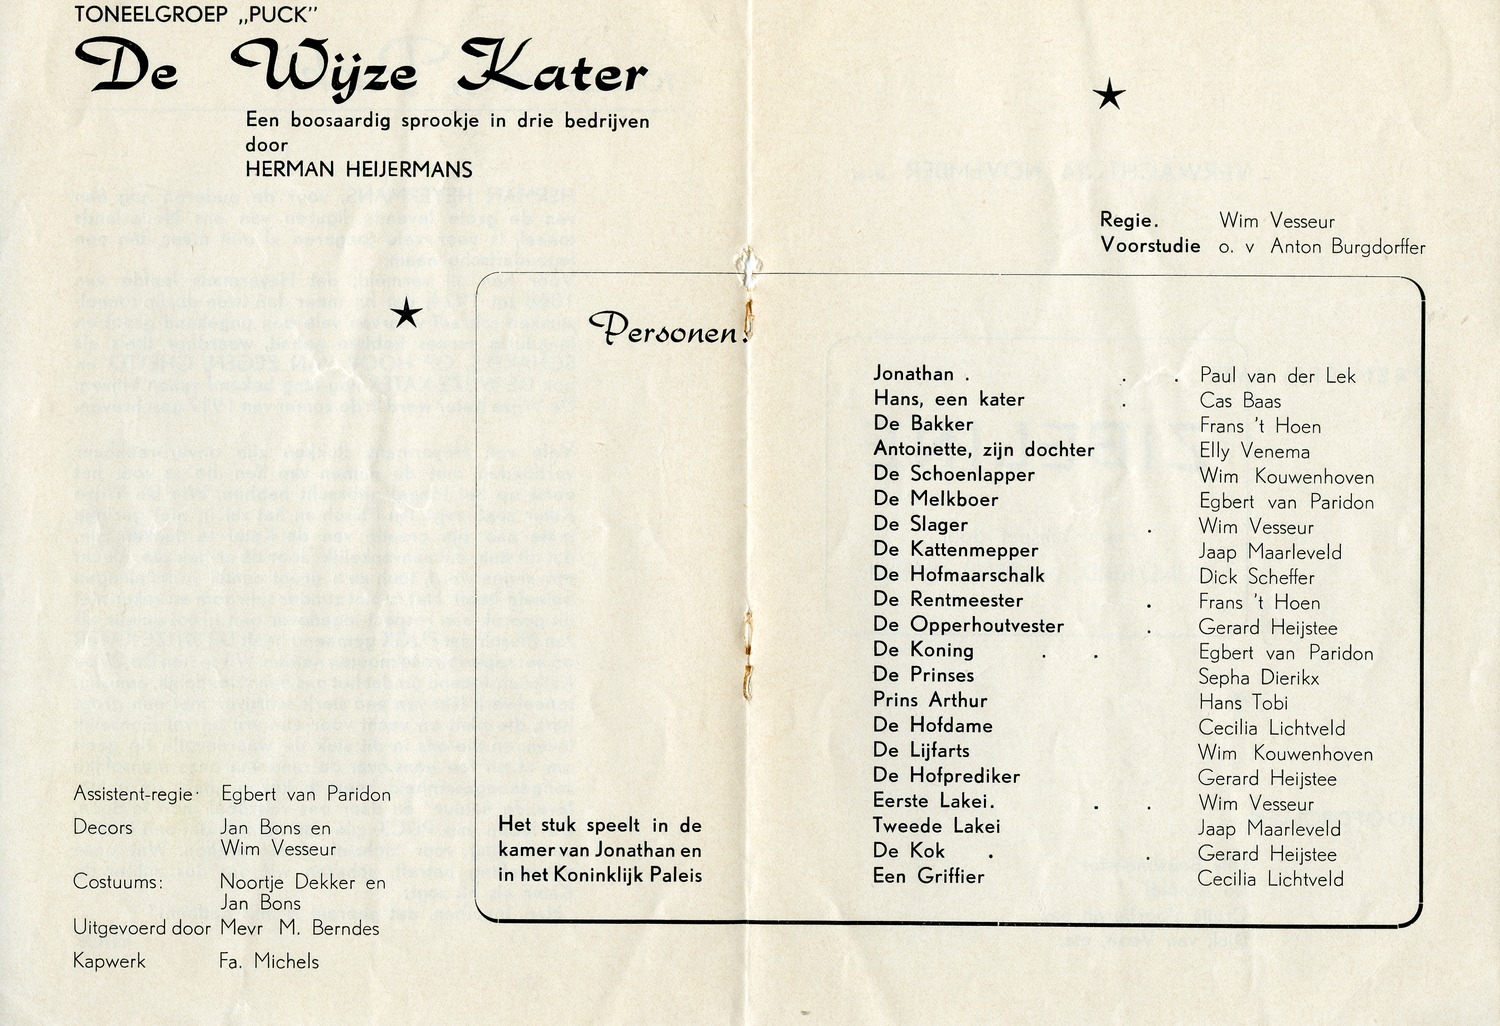 TONEELGROEP „PUCK”
De Wijze Kater
Een boosaardig sprookje in drie bedrijven
door
HERMAN HEIJERMANS
Regie. Wim Vesseur
Voorstudie o. v Anton Burgdorffer
Personen:
Jonathan . . . Paul van der Lek
Hans, een kater . Cas Baas
De Bakker Frans 't Hoen
Antoinette, zijn dochter Elly Venema
De Schoenlapper Wim Kouwenhoven
De Melkboer Egbert van Paridon
De Slager . Wim Vesseur
De Kattenmepper Jaap Maarleveld
De Hofmaarschalk Dick Scheffer
De Rentmeester . Frans 't Hoen
De Opperhoutvester . Gerard Heijstee
De Koning . . Egbert van Paridon
De Prinses Sepha Dierikx
Prins Arthur Hans Tobi
De Hofdame Cecilia Lichtveld
De Lijfarts Wim Kouwenhoven
De Hofprediker Gerard Heijstee
Eerste Lakei. . . Wim Vesseur
Tweede Lakei Jaap Maarleveld
De Kok . . Gerard Heijstee
Een Griffier Cecilia Lichtveld
Het stuk speelt in de
kamer van Jonathan en
in het Koninklijk Paleis
Assistent-regie· Egbert van Paridon
Decors Jan Bons en
Wim Vesseur
Costuums: Noortje Dekker en
Jan Bons
Uitgevoerd door Mevr M. Berndes
Kapwerk Fa. Michels